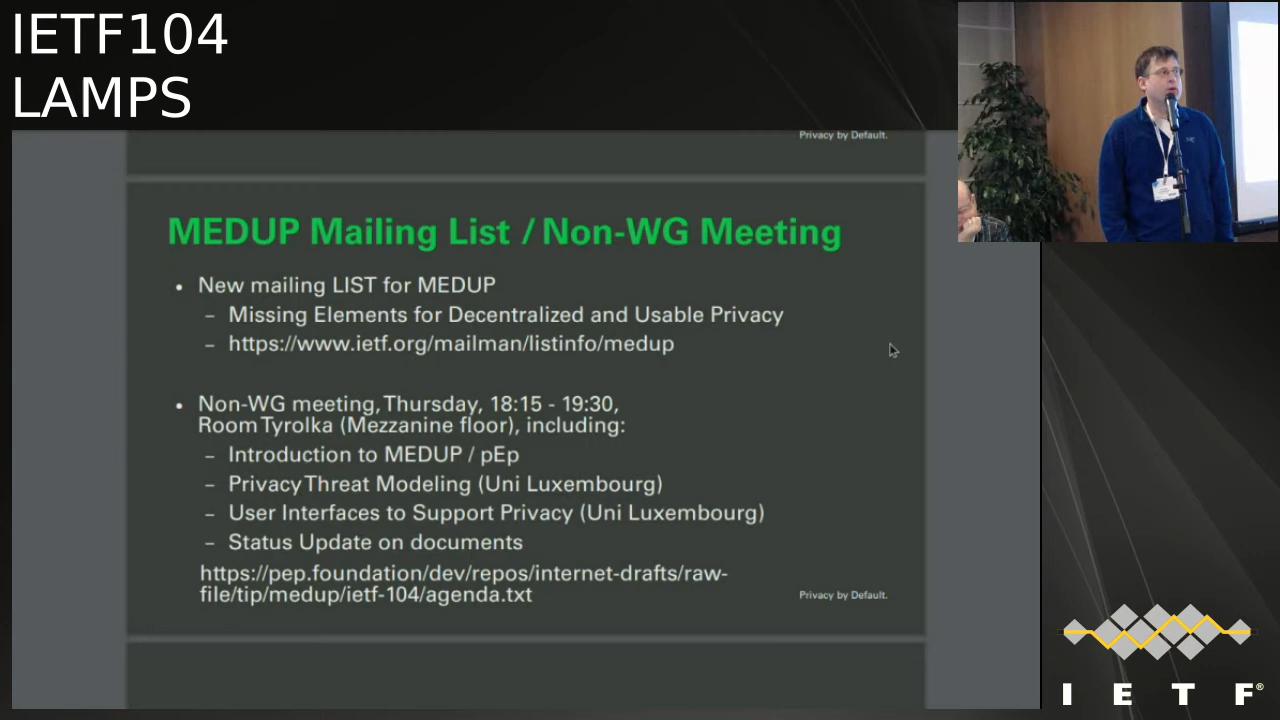 IETF104
LAMPS
Privacy by Default.
MEDUP Mailing List / Non-WG Meeting
• New mailing LIST for MEDUP
– Missing Elements for Decentralized and Usable Privacy
– https://www.ietf.org/mailman/listinfo/medup
• Non-WG meeting, Thursday, 18:15 - 19:30,
Room Tyrolka (Mezzanine floor), including:
– Introduction to MEDUP / pEp
– Privacy Threat Modeling (Uni Luxembourg)
– User Interfaces to Support Privacy (Uni Luxembourg)
– Status Update on documents
https://pep.foundation/dev/repos/internet-drafts/raw-
file/tip/medup/ietf-104/agenda.txt
Privacy by Default.
I E T F®